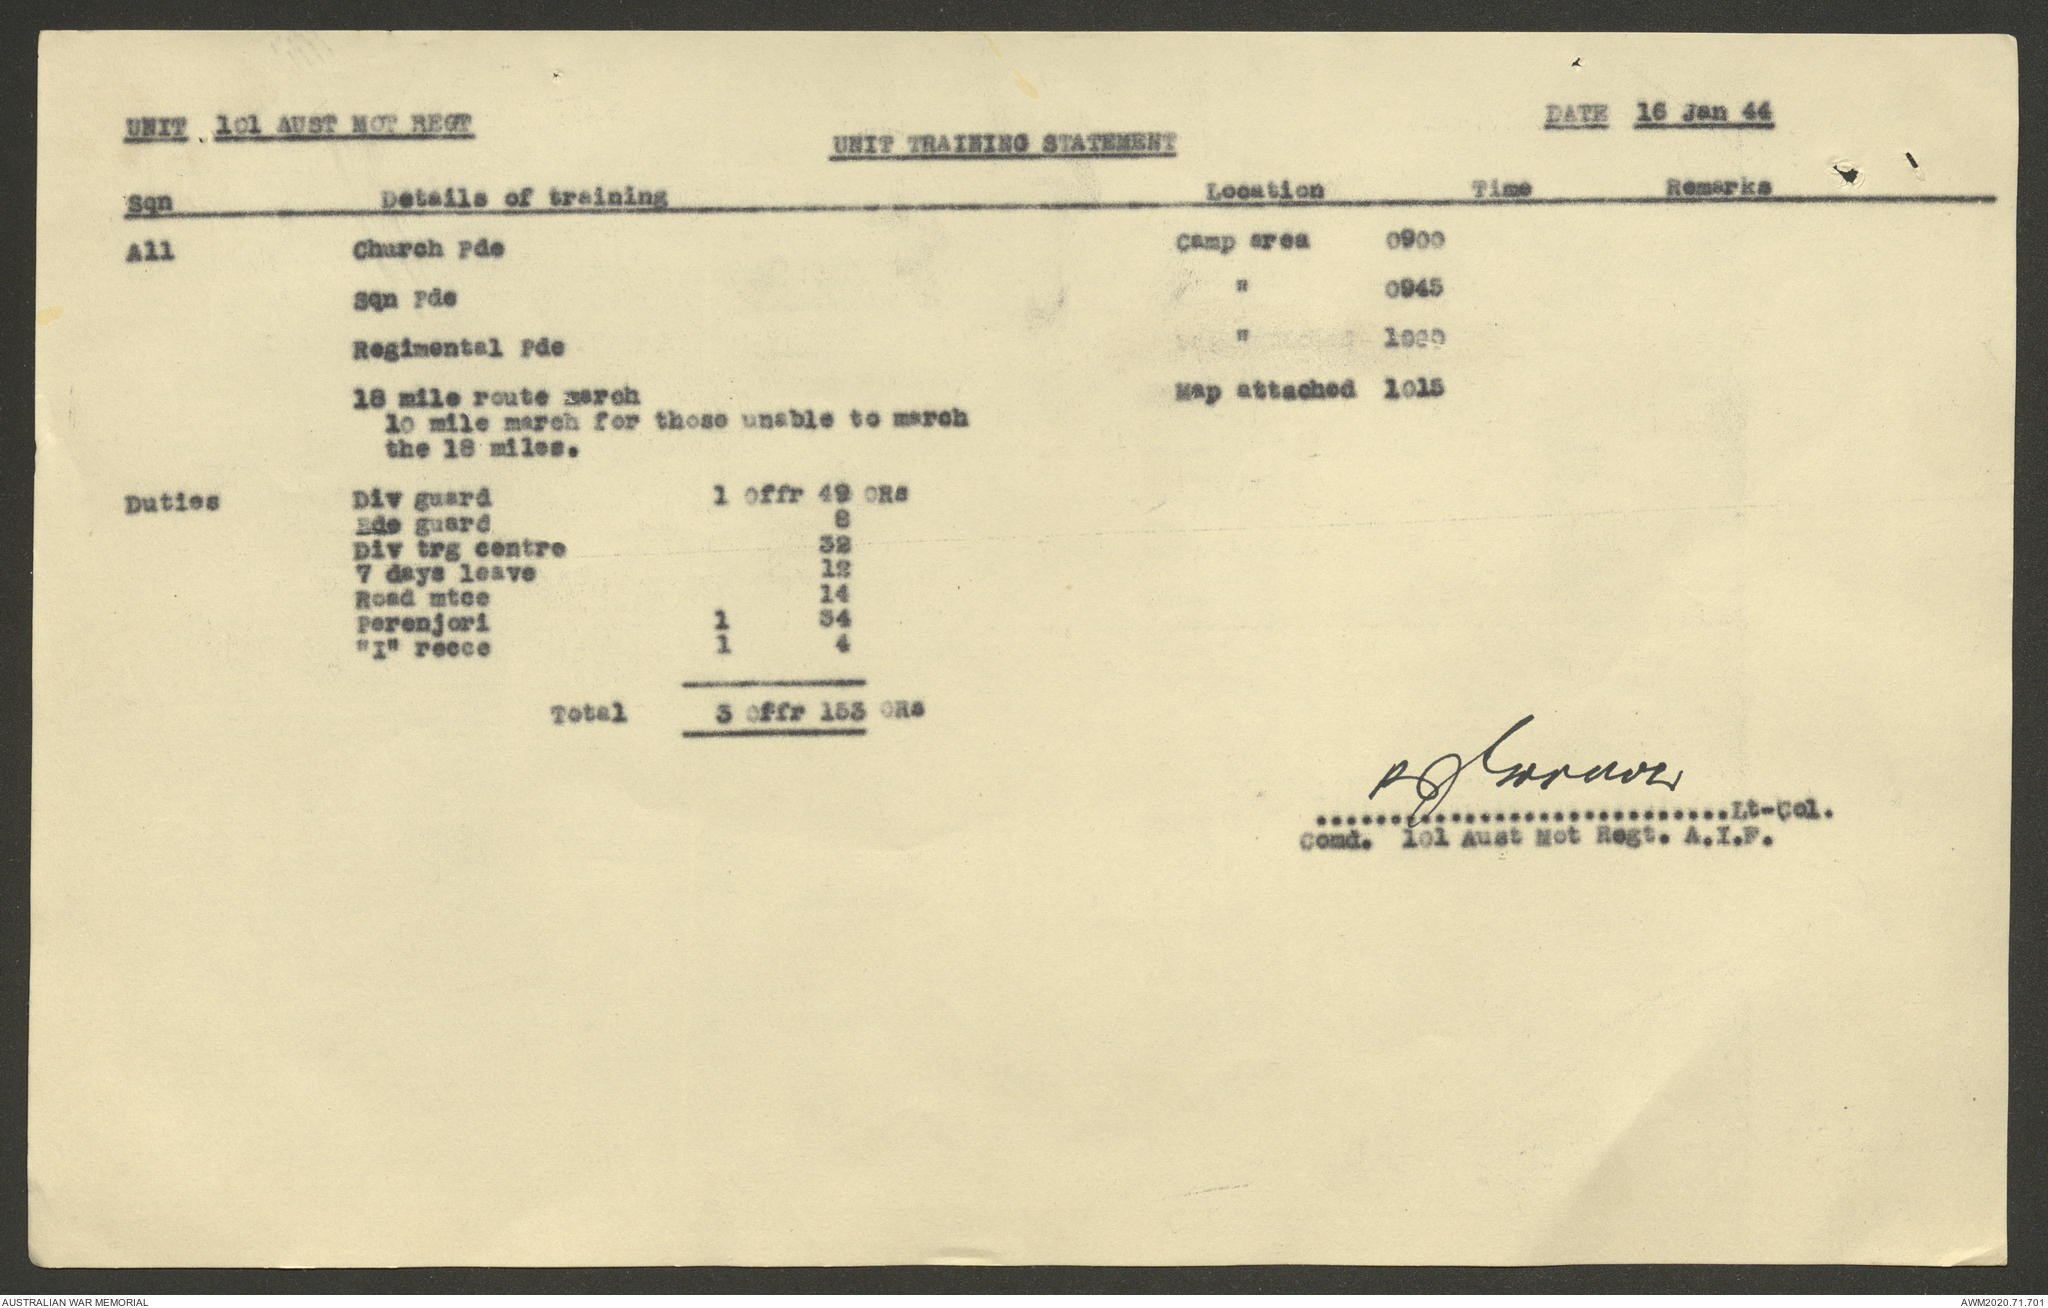 UNIT 101 AUST MOT REGT
DATE 16 Jan 44
UNIT TRAINING STATEMENT
Sqn Details of training Location Time Remarks
All Church Pde Camp area 0900
Sqn Pde " 0945
Regimental Pde " 1000
18 mile route march Map attached 1015
10 mile march for those unable to march
the 18 miles.
Duties Div guard 1 Offr 49 ORs
Bde guard 8
Div trg centre 32
7 days leave 12
Road mtce 14
Perenjori 1 34
"I" recce 1 4
Total 3 Offr 153 ORs
..............................Lt-Col.
Comd. 101 Aust Mot Regt. A.I.F.
AUSTRALIAN WAR MEMORIAL
AWM2020.71.701